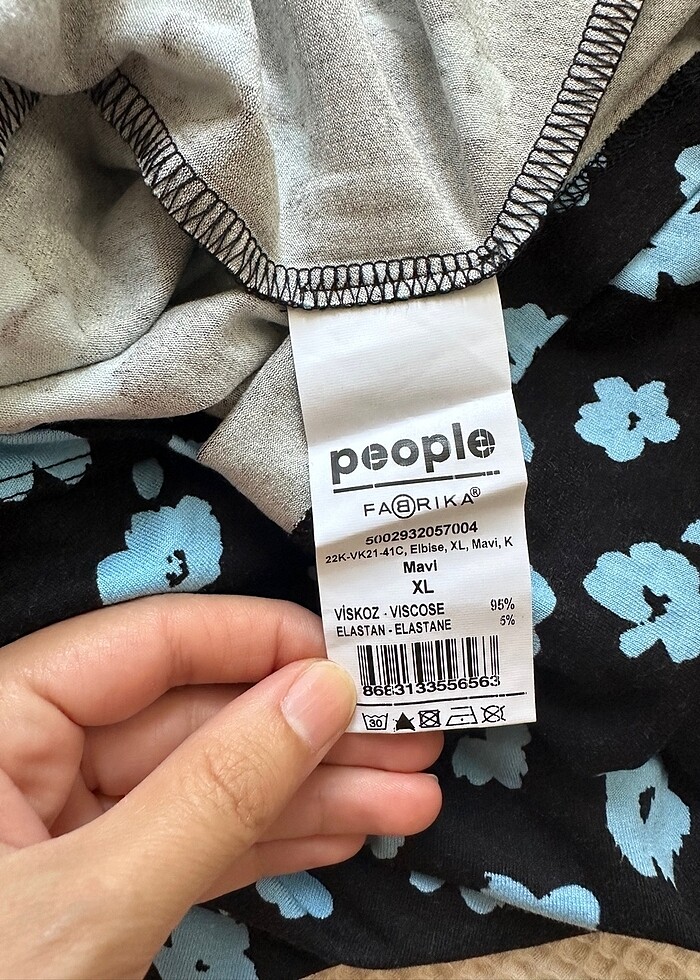 people
FABRIKA®
5002932057004
22K-VK21-41C, Elbise, XL, Mavi, K
Mavi
XL
VİSKOZ - VISCOSE 95%
ELASTAN - ELASTANE 5%
8683133556563
30